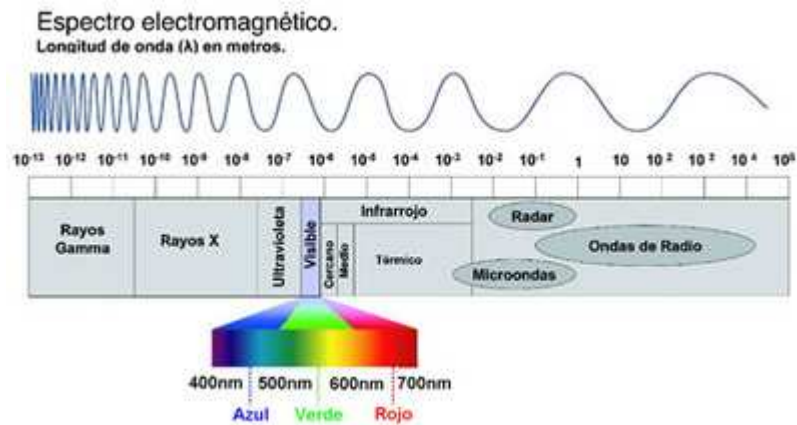 Espectro electromagnético.
Longitud de onda (λ) en metros.
10⁻¹³ 10⁻¹² 10⁻¹¹ 10⁻¹⁰ 10⁻⁹ 10⁻⁸ 10⁻⁷ 10⁻⁶ 10⁻⁵ 10⁻⁴ 10⁻³ 10⁻² 10⁻¹ 1 10 10² 10³ 10⁴ 10⁵
Rayos
Gamma
Rayos X
Ultravioleta
Visible
Infrarrojo
Cercano
Medio
Térmico
Radar
Ondas de Radio
Microondas
400nm 500nm 600nm 700nm
Azul Verde Rojo